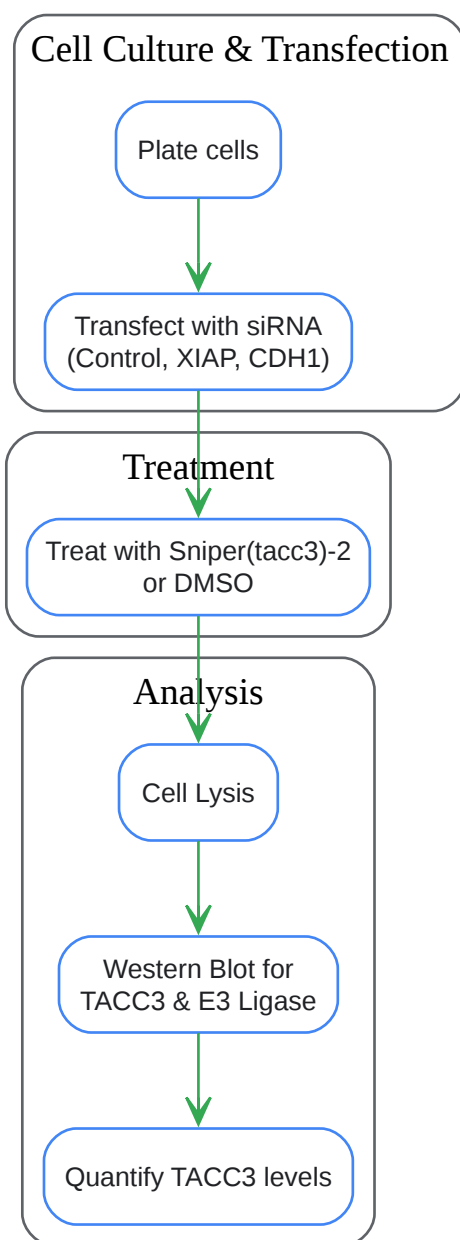 Cell Culture & Transfection
Plate cells
Transfect with siRNA
(Control, XIAP, CDH1)
Treatment
Treat with Sniper(tacc3)-2
or DMSO
Analysis
Cell Lysis
Western Blot for
TACC3 & E3 Ligase
Quantify TACC3 levels